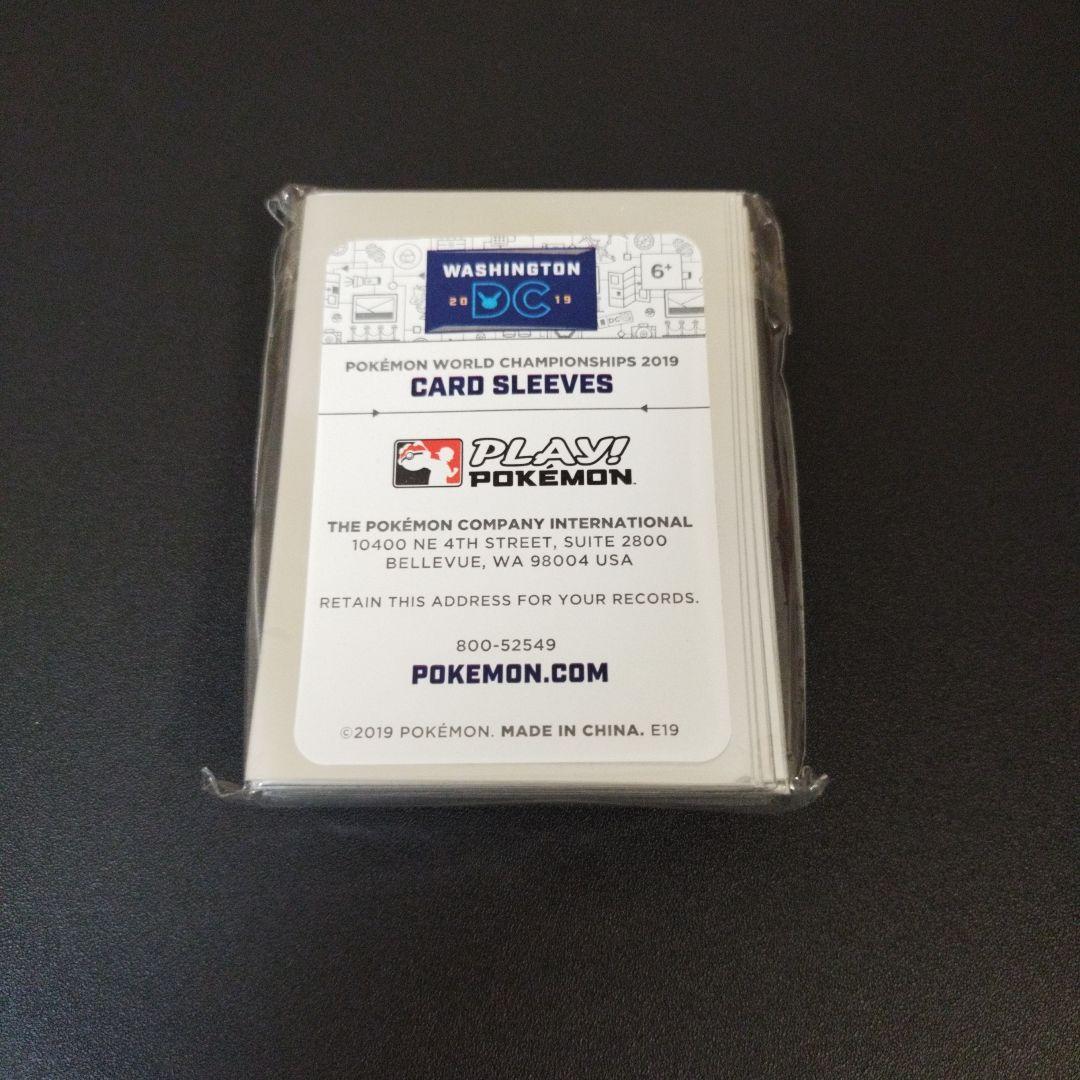 WASHINGTON
20 DC 19
6+
POKÉMON WORLD CHAMPIONSHIPS 2019
CARD SLEEVES
PLAY!
POKÉMON
THE POKÉMON COMPANY INTERNATIONAL
10400 NE 4TH STREET, SUITE 2800
BELLEVUE, WA 98004 USA
RETAIN THIS ADDRESS FOR YOUR RECORDS.
800-52549
POKEMON.COM
©2019 POKÉMON. MADE IN CHINA. E19